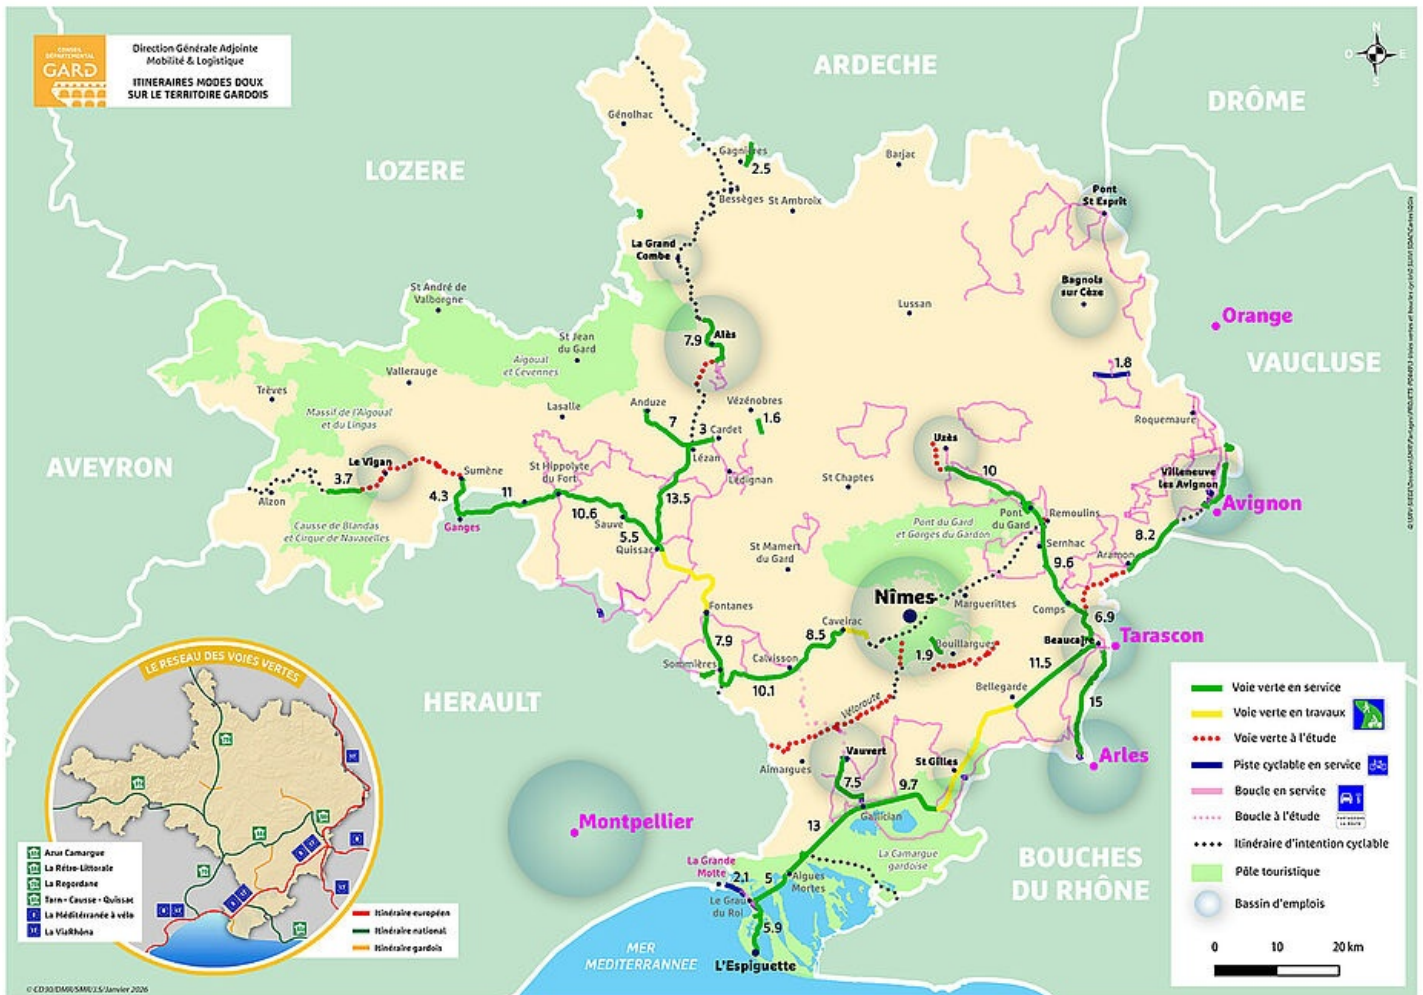 CONSEIL
DÉPARTEMENTAL
GARD
Direction Générale Adjointe
Mobilité & Logistique
ITINERAIRES MODES DOUX
SUR LE TERRITOIRE GARDOIS
N
O
E
S
ARDECHE
DRÔME
LOZERE
VAUCLUSE
AVEYRON
HERAULT
BOUCHES
DU RHÔNE
Génolhac
Gagnières
2.5
Barjac
Bessèges
St Ambroix
Pont
St Esprit
La Grand
Combe
Bagnols
sur Cèze
St André de
Valborgne
Lussan
Orange
St Jean
du Gard
7.9
Alès
Aigoual
et Cevennes
Vallerauge
1.8
Trèves
Massif de l'Aigoual
et du Lingas
Lasalle
Anduze
Vézénobres
7
3
Cardet
1.6
Roquemaure
Uzès
Lézan
Le Vigan
Sumène
St Hippolyte
du Fort
Lédignan
10
Villeneuve
les Avignon
3.7
Alzon
4.3
11
13.5
St Chaptes
Avignon
10.6
Sauve
Ganges
Causse de Blandas
et Cirque de Navacelles
5.5
Quissac
Pont du Gard
et Gorges du Gardon
Pont
du Gard
Remoulins
Sernhac
8.2
Aramon
9.6
St Mamert
du Gard
Nîmes
Marguerittes
Comps
Fontanes
Caveirac
6.9
7.9
8.5
Beaucaire
Tarascon
1.9
Bouillargues
Sommières
Calvisson
11.5
10.1
Bellegarde
Véloroute
15
Vauvert
Aimargues
St Gilles
Arles
7.5
9.7
Gallician
Montpellier
13
La Camargue
gardoise
La Grande
Motte
2.1
5
Aigues
Mortes
Le Grau
du Roi
5.9
MER
MEDITERRANNEE
L'Espiguette
LE RESEAU DES VOIES VERTES
Azur Camargue
La Rétro-Littorale
La Regordane
Tarn - Causse - Quissac
La Méditérranée à vélo
La ViaRhôna
Itinéraire européen
Itinéraire national
Itinéraire gardois
Voie verte en service
Voie verte en travaux
Voie verte à l'étude
Piste cyclable en service
Boucle en service
Boucle à l'étude
Itinéraire d'intention cyclable
Pôle touristique
Bassin d'emplois
PARTAGEONS
LA ROUTE
0
10
20 km
© CD30/DMR/SMR/J.S/Janvier 2026